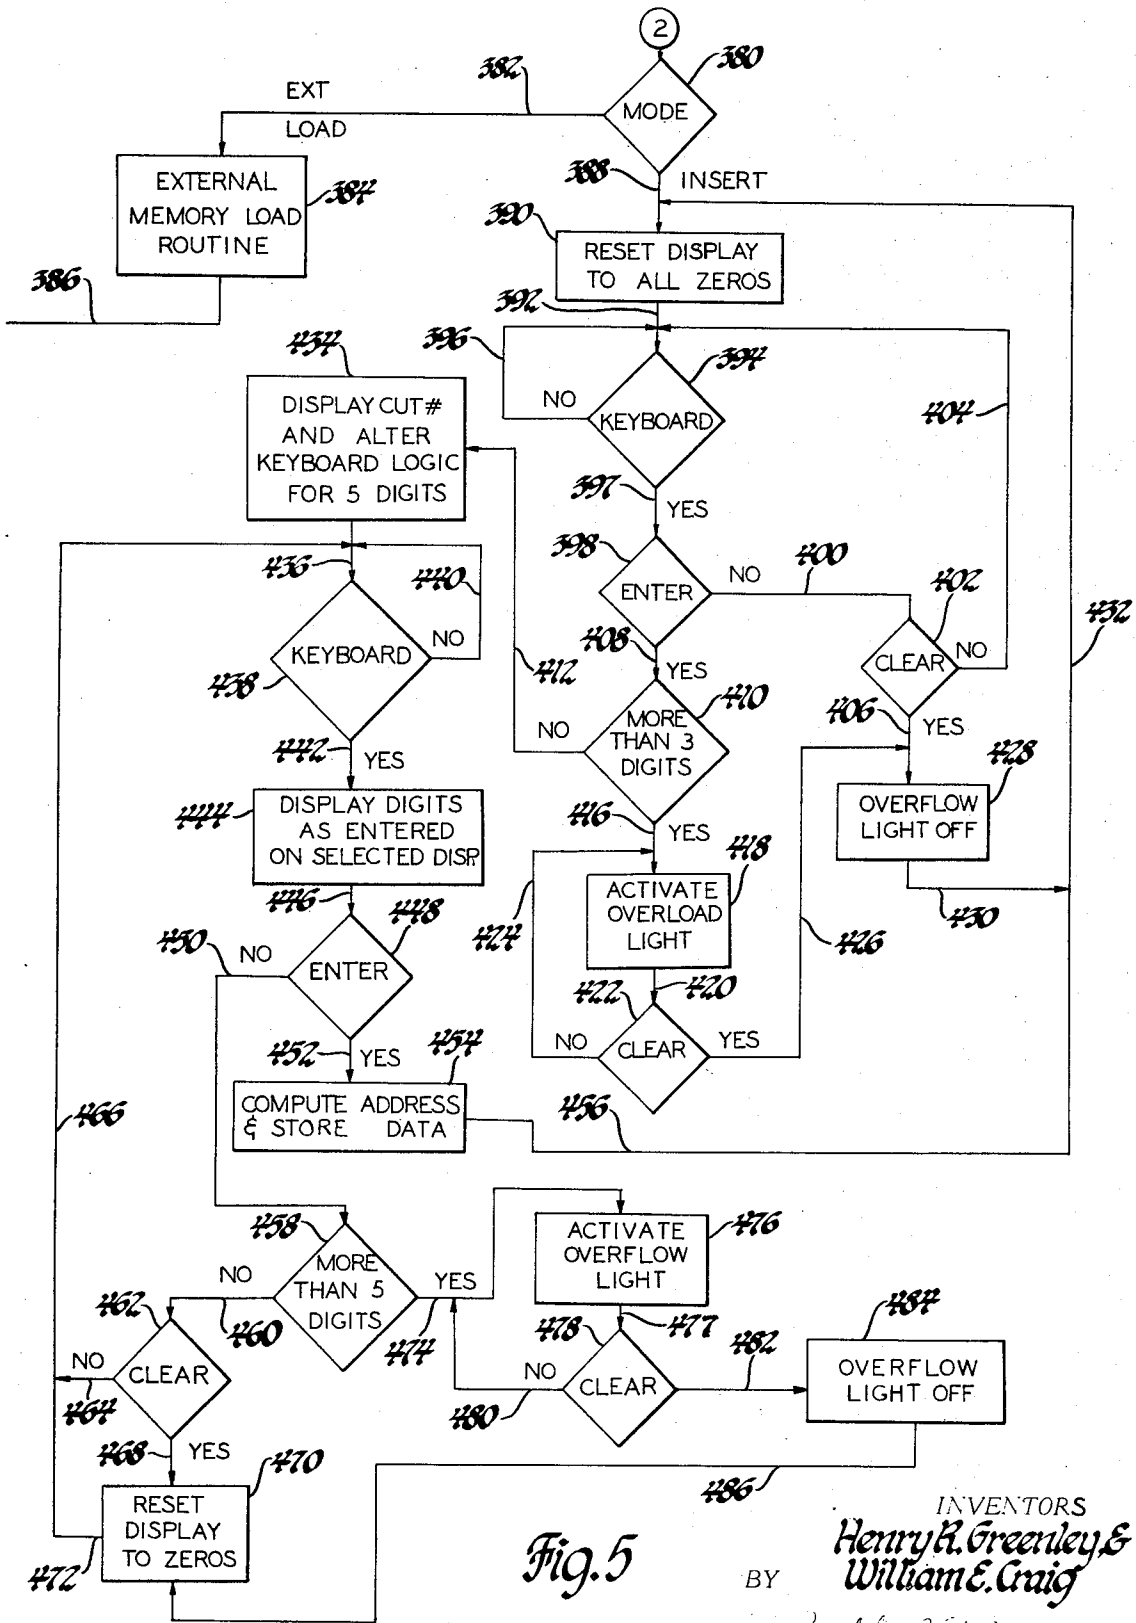 2
380
382
MODE
EXT
LOAD
388
INSERT
EXTERNAL
MEMORY LOAD
ROUTINE
384
386
390
RESET DISPLAY
TO ALL ZEROS
392
396
394
NO
KEYBOARD
404
434
DISPLAY CUT#
AND ALTER
KEYBOARD LOGIC
FOR 5 DIGITS
397
YES
398
NO
400
402
ENTER
436
440
KEYBOARD
NO
438
408
YES
412
CLEAR
NO
432
410
406
YES
NO
MORE
THAN 3
DIGITS
442
YES
428
444
DISPLAY DIGITS
AS ENTERED
ON SELECTED DISP.
416
YES
418
OVERFLOW
LIGHT OFF
424
ACTIVATE
OVERLOAD
LIGHT
426
430
446
448
450
NO
ENTER
422
420
NO
CLEAR
YES
452
YES
454
COMPUTE ADDRESS
& STORE DATA
456
466
458
MORE
THAN 5
DIGITS
NO
YES
ACTIVATE
OVERFLOW
LIGHT
476
462
460
474
478
477
484
NO
CLEAR
464
NO
CLEAR
480
482
OVERFLOW
LIGHT OFF
468
YES
470
RESET
DISPLAY
TO ZEROS
472
486
Fig. 5
INVENTORS
Henry R. Greenley, &
BY William E. Craig